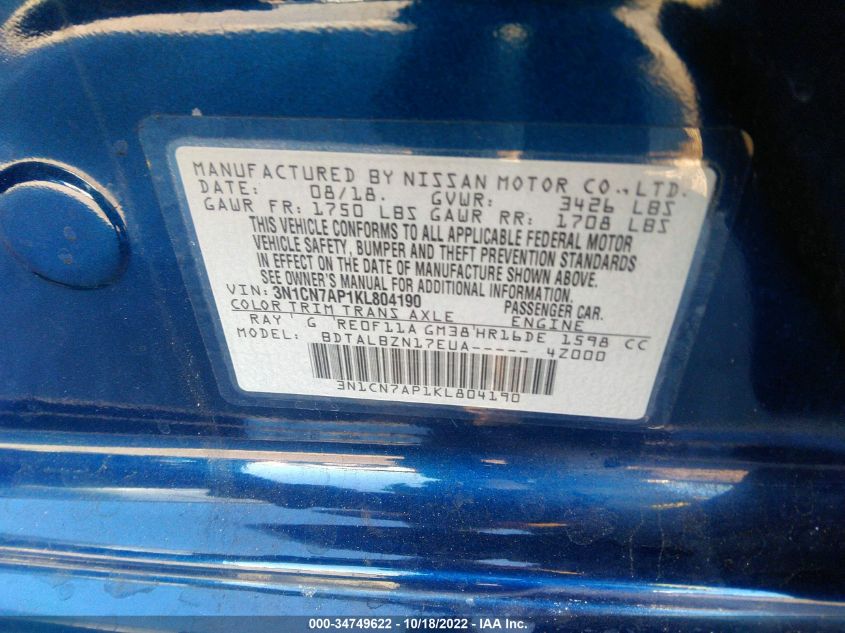 MANUFACTURED BY NISSAN MOTOR CO., LTD.
DATE: 08/18. GVWR: 3426 LBS
GAWR FR: 1750 LBS GAWR RR: 1708 LBS
THIS VEHICLE CONFORMS TO ALL APPLICABLE FEDERAL MOTOR
VEHICLE SAFETY, BUMPER AND THEFT PREVENTION STANDARDS
IN EFFECT ON THE DATE OF MANUFACTURE SHOWN ABOVE.
SEE OWNER'S MANUAL FOR ADDITIONAL INFORMATION.
VIN: 3N1CN7AP1KL804190 PASSENGER CAR.
COLOR TRIM TRANS AXLE ENGINE
RAY G RE0F11A GM38 HR16DE 1598 CC
MODEL: BDTALBZN17EUA----- 4Z000
3N1CN7AP1KL804190
000-34749622 - 10/18/2022 - IAA Inc.